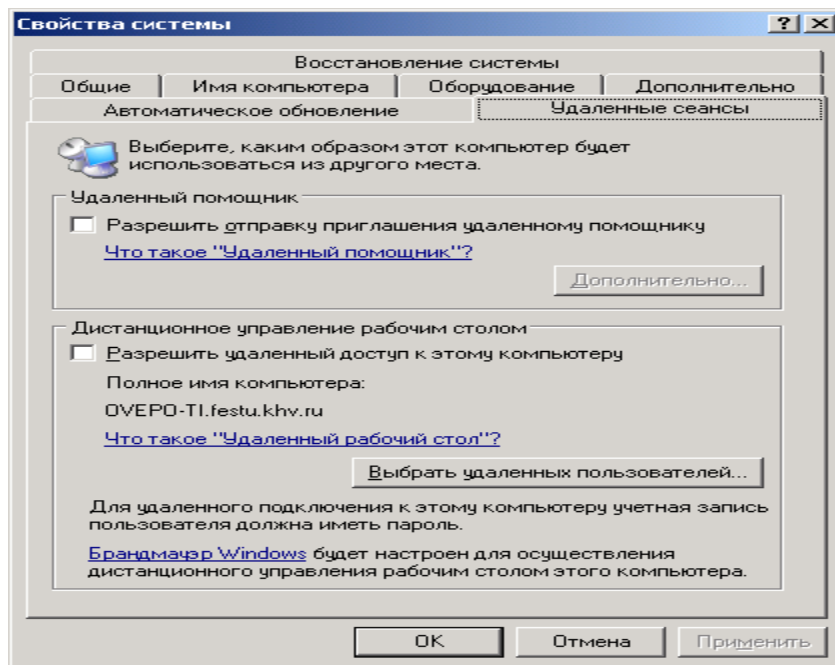 Свойства системы
Восстановление системы
Общие Имя компьютера Оборудование Дополнительно
Автоматическое обновление Удаленные сеансы
Выберите, каким образом этот компьютер будет
использоваться из другого места.
Удаленный помощник
Разрешить отправку приглашения удаленному помощнику
Что такое "Удаленный помощник"?
Дополнительно...
Дистанционное управление рабочим столом
Разрешить удаленный доступ к этому компьютеру
Полное имя компьютера:
OVEPO-TI.festu.khv.ru
Что такое "Удаленный рабочий стол"?
Выбрать удаленных пользователей...
Для удаленного подключения к этому компьютеру учетная запись
пользователя должна иметь пароль.
Брандмауэр Windows будет настроен для осуществления
дистанционного управления рабочим столом этого компьютера.
OK Отмена Применить